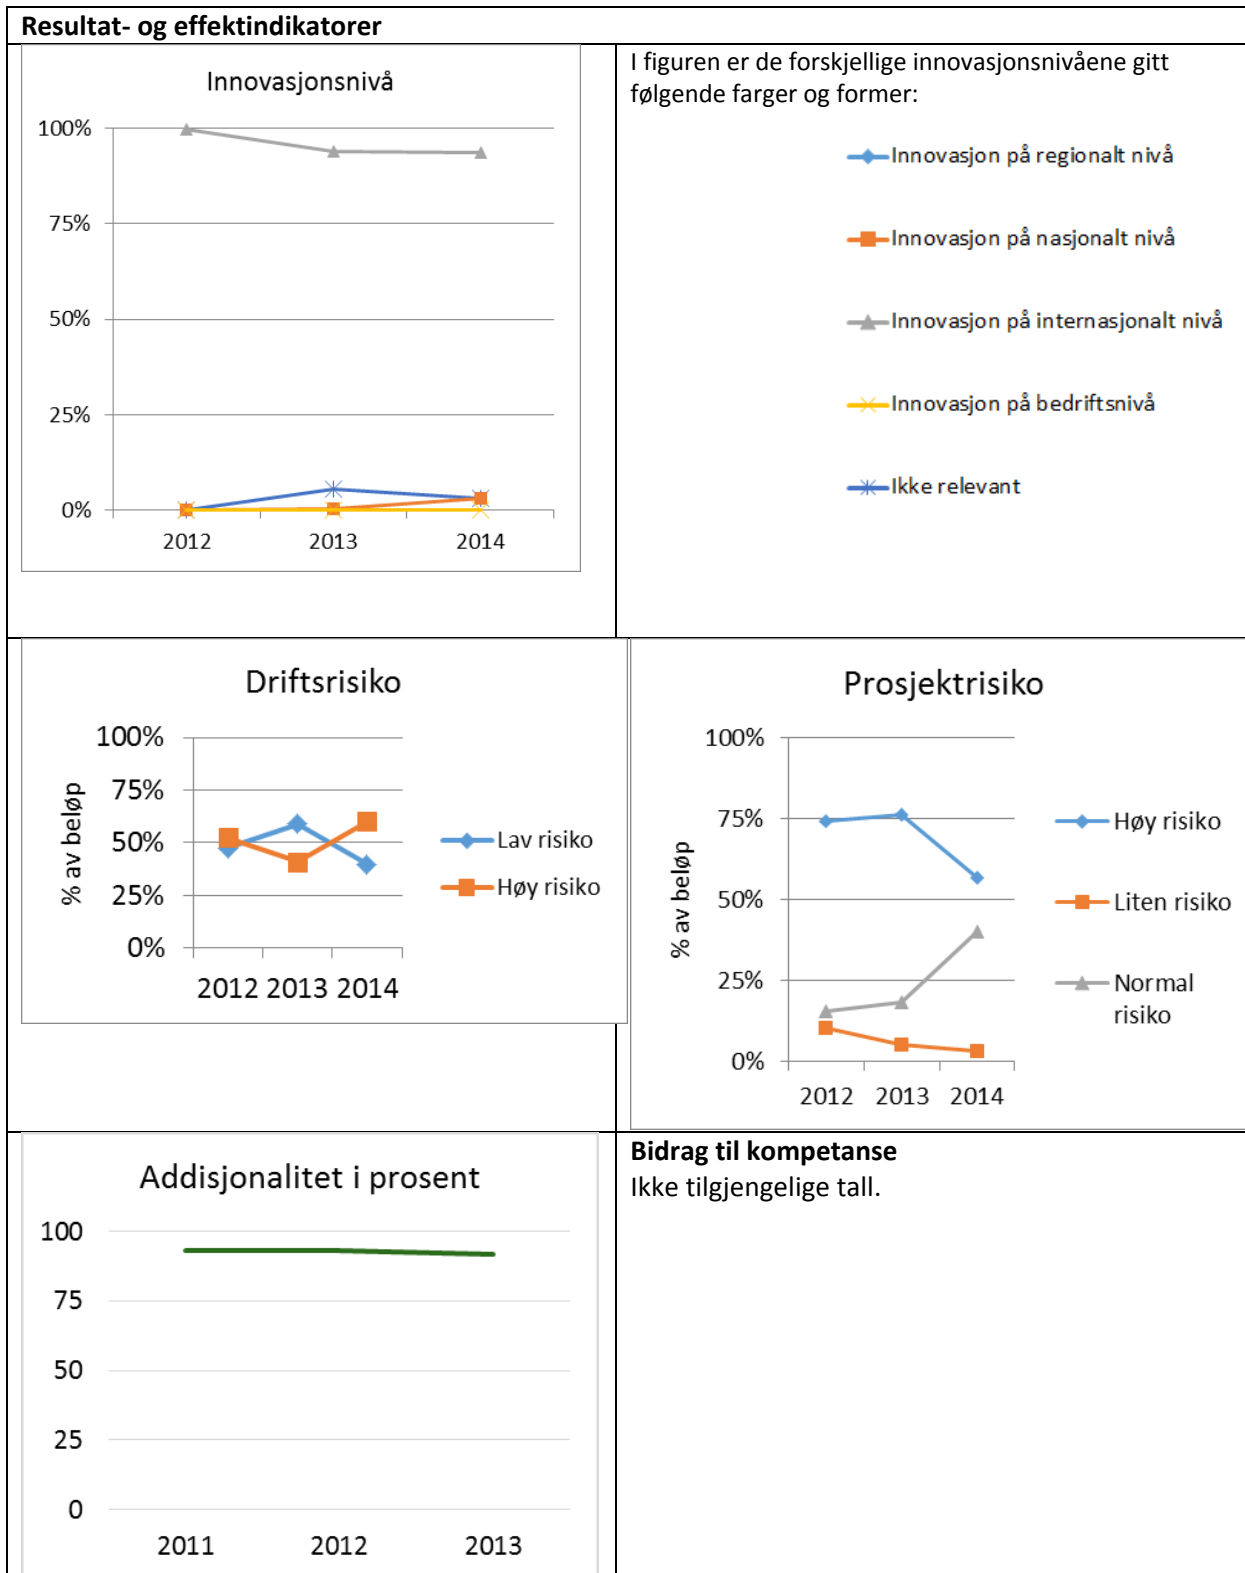 Resultat- og effektindikatorer
Innovasjonsnivå
100%
75%
50%
25%
0%
2012 2013 2014
I figuren er de forskjellige innovasjonsnivåene gitt
følgende farger og former:
Innovasjon på regionalt nivå
Innovasjon på nasjonalt nivå
Innovasjon på internasjonalt nivå
Innovasjon på bedriftsnivå
Ikke relevant
Driftsrisiko
% av beløp
100%
75%
50%
25%
0%
2012 2013 2014
Lav risiko
Høy risiko
Prosjektrisiko
% av beløp
100%
75%
50%
25%
0%
2012 2013 2014
Høy risiko
Liten risiko
Normal
risiko
Addisjonalitet i prosent
100
75
50
25
0
2011 2012 2013
Bidrag til kompetanse
Ikke tilgjengelige tall.